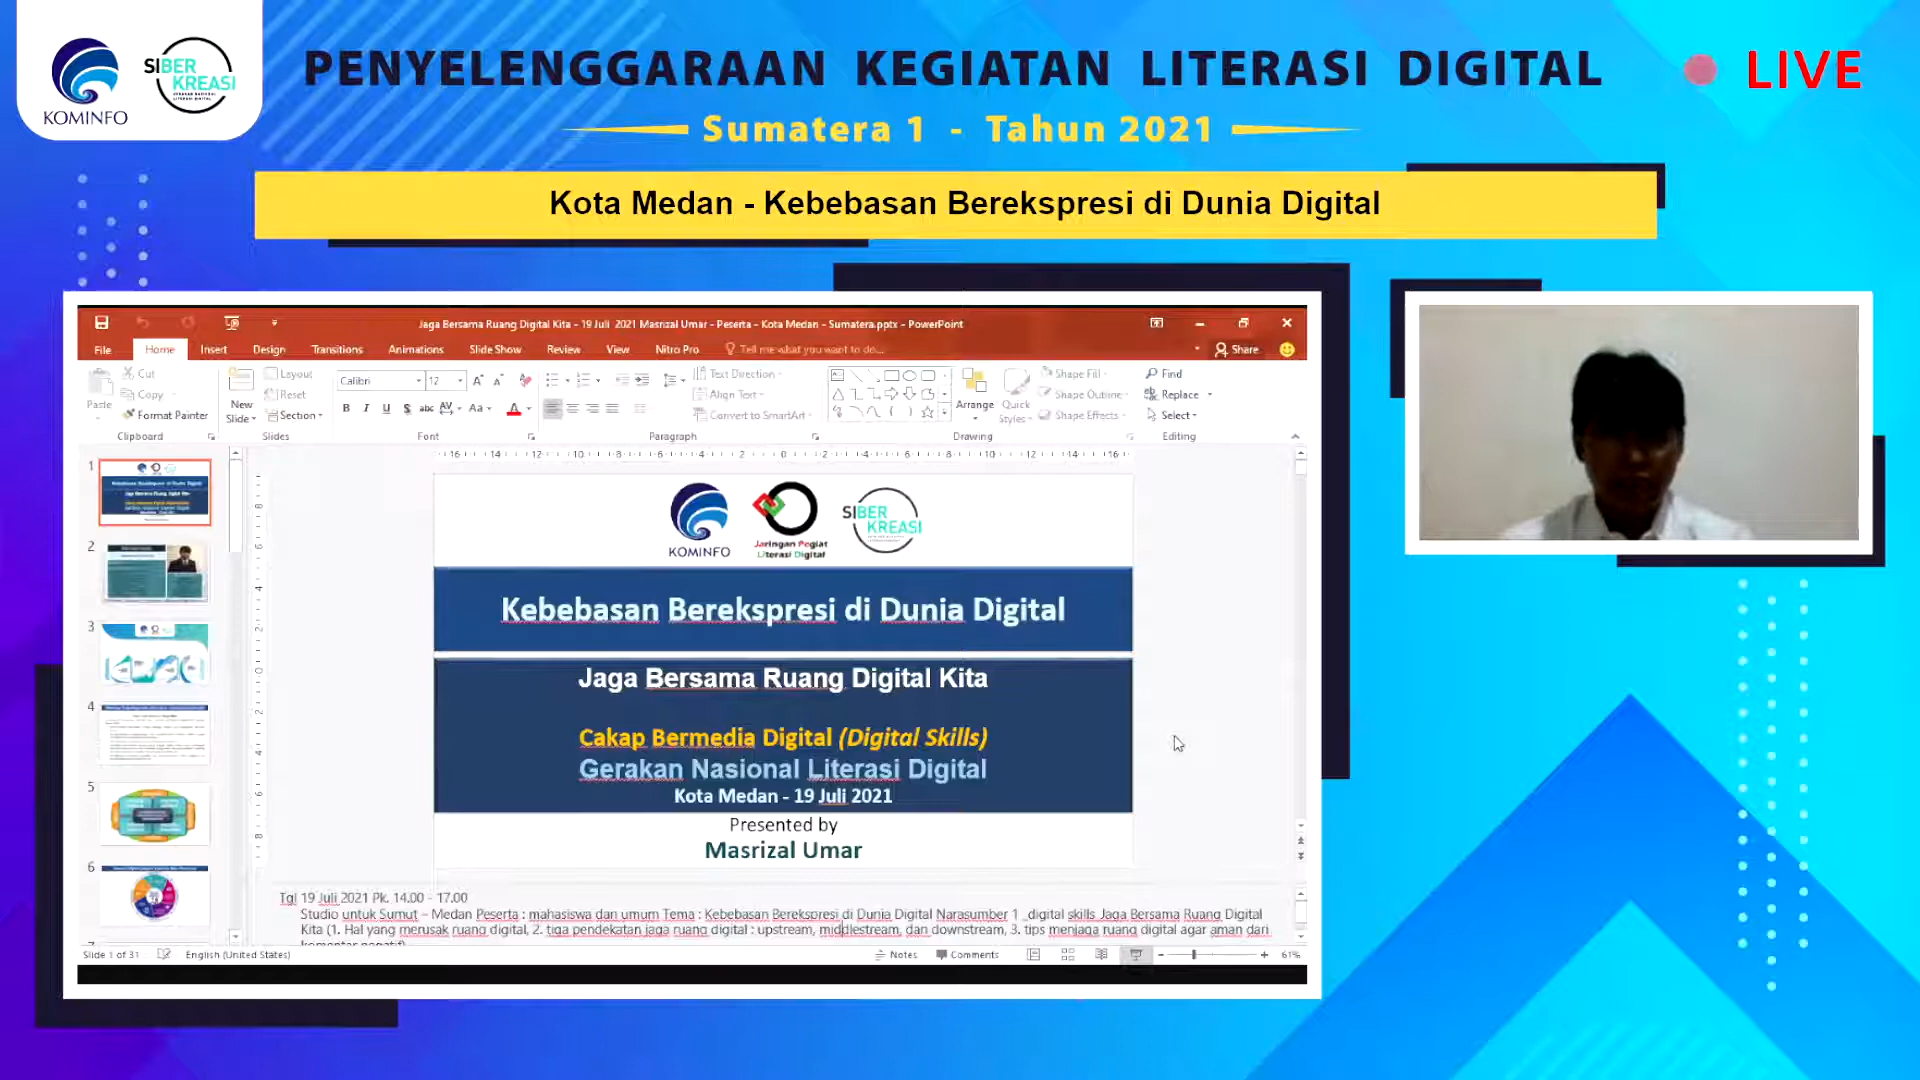 KOMINFO
SIBER KREASI
PENYELENGGARAAN KEGIATAN LITERASI DIGITAL
LIVE
Sumatera 1 - Tahun 2021
Kota Medan - Kebebasan Berekspresi di Dunia Digital
Jaga Bersama Ruang Digital Kita - 19 Juli 2021 Masrizal Umar - Peserta - Kota Medan - Sumatera.pptx - PowerPoint
File Home Insert Design Transitions Animations Slide Show Review View Nitro Pro Tell me what you want to do... Share
Cut Copy Format Painter Paste
New Slide Layout Reset Section
Calibri 12
Text Direction Align Text Convert to SmartArt
Arrange Quick Styles Shape Fill Shape Outline Shape Effects
Find Replace Select
Clipboard Slides Font Paragraph Drawing Editing
1
2
3
4
5
6
KOMINFO
Jaringan Pegiat
Literasi Digital
SIBER KREASI
Kebebasan Berekspresi di Dunia Digital
Jaga Bersama Ruang Digital Kita
Cakap Bermedia Digital (Digital Skills)
Gerakan Nasional Literasi Digital
Kota Medan - 19 Juli 2021
Presented by
Masrizal Umar
Tgl 19 Juli 2021 Pk. 14.00 - 17.00
Studio untuk Sumut – Medan Peserta : mahasiswa dan umum Tema : Kebebasan Berekspresi di Dunia Digital Narasumber 1 _digital skills Jaga Bersama Ruang Digital
Kita (1. Hal yang merusak ruang digital, 2. tiga pendekatan jaga ruang digital : upstream, middlestream, dan downstream, 3. tips menjaga ruang digital agar aman dari
komentar negatif)
Slide 1 of 31 English (United States) Notes Comments 61%